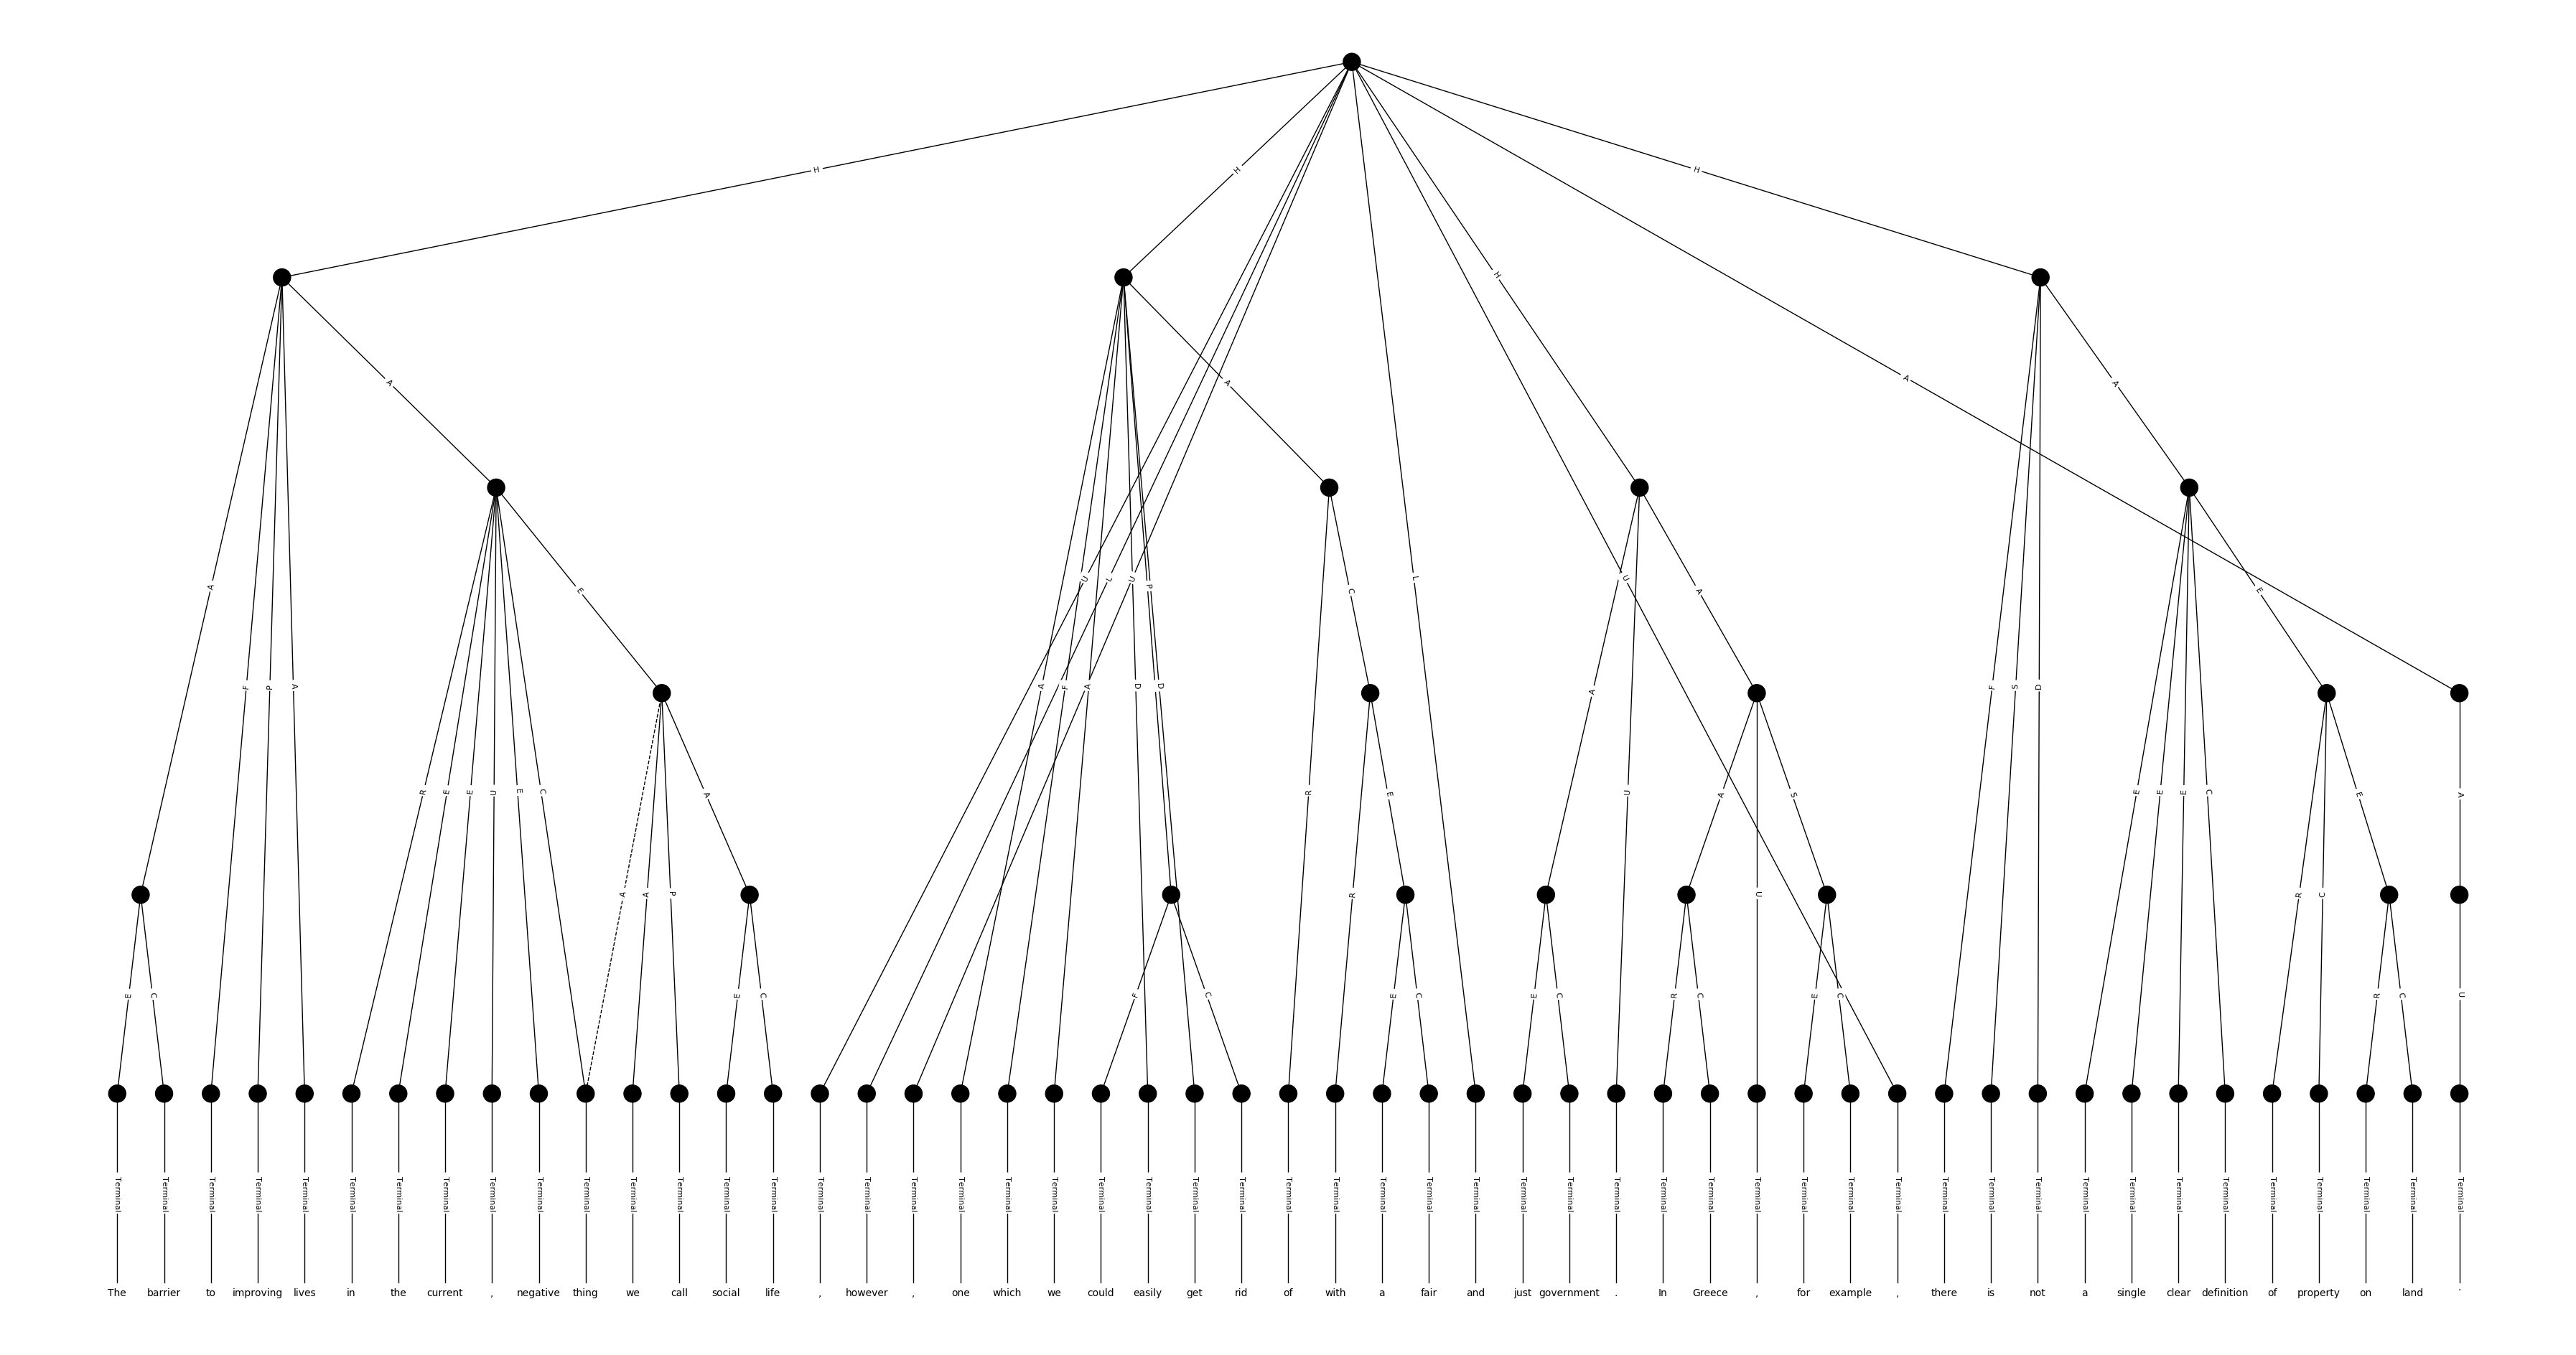 H H H
H
A A A A
A E U L U P A U A E
F P A A F A D D F S D
R E E U E C R E A U A S E E E C E A
A A P R A U R C
E C E C F C E C E C R C E C R C U
Terminal Terminal Terminal Terminal Terminal Terminal Terminal Terminal Terminal Terminal Terminal Terminal Terminal Terminal Terminal Terminal Terminal Terminal Terminal Terminal Terminal Terminal Terminal Terminal Terminal Terminal Terminal Terminal Terminal Terminal Terminal Terminal Terminal Terminal Terminal Terminal Terminal Terminal Terminal Terminal Terminal Terminal Terminal Terminal Terminal Terminal Terminal Terminal Terminal Terminal Terminal
The barrier to improving lives in the current , negative thing we call social life , however , one which we could easily get rid of with a fair and just government . In Greece , for example , there is not a single clear definition of property on land .